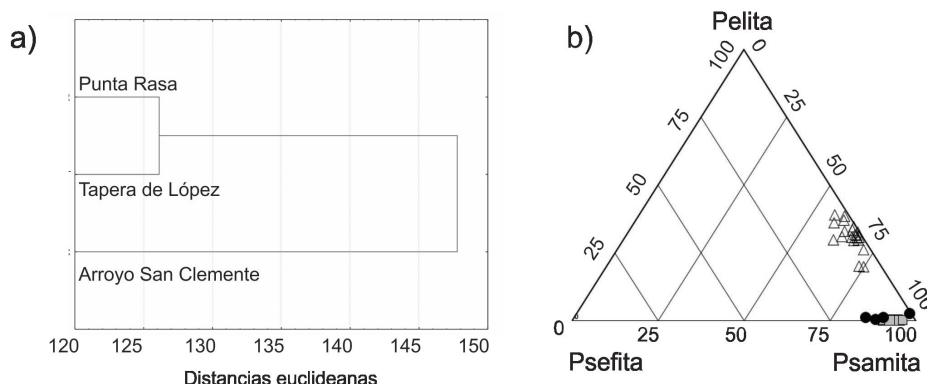 a)
Punta Rasa
Tapera de López
Arroyo San Clemente
120 125 130 135 140 145 150
Distancias euclideanas
b)
Pelita
100 0
75 25
50 50
25 75
0 25 50 75 100
Psefita Psamita